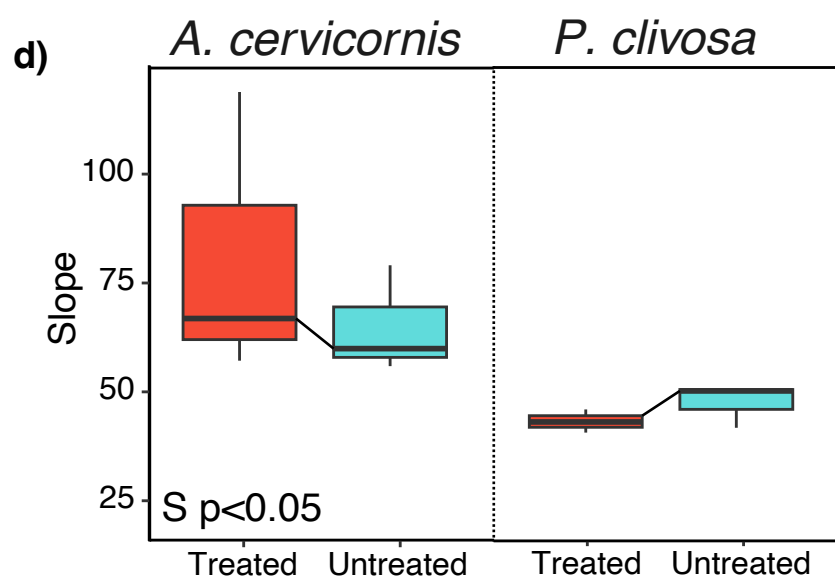 d)
A. cervicornis P. clivosa
Slope
100
75
50
25
S p<0.05
Treated Untreated Treated Untreated